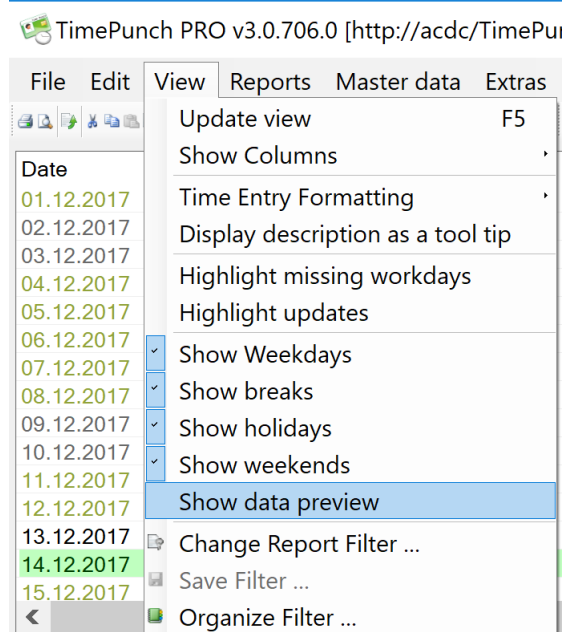 TimePunch PRO v3.0.706.0 [http://acdc/TimePu
File Edit View Reports Master data Extras
Update view F5
Show Columns
Date
01.12.2017
Time Entry Formatting
02.12.2017
Display description as a tool tip
03.12.2017
04.12.2017
Highlight missing workdays
05.12.2017
Highlight updates
06.12.2017
Show Weekdays
07.12.2017
08.12.2017
Show breaks
09.12.2017
Show holidays
10.12.2017
Show weekends
11.12.2017
12.12.2017
Show data preview
13.12.2017
Change Report Filter ...
14.12.2017
Save Filter ...
15.12.2017
Organize Filter ...